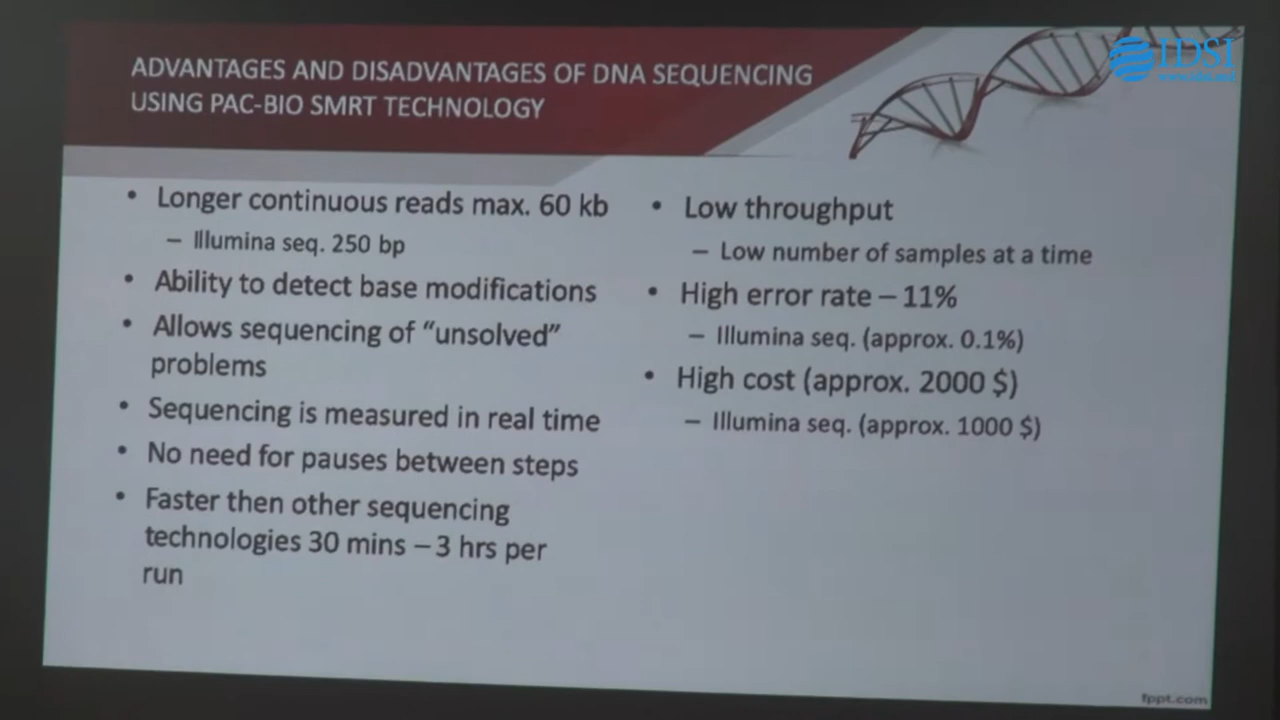 ADVANTAGES AND DISADVANTAGES OF DNA SEQUENCING
USING PAC-BIO SMRT TECHNOLOGY
IDSI
• Longer continuous reads max. 60 kb
– Illumina seq. 250 bp
• Ability to detect base modifications
• Allows sequencing of “unsolved”
problems
• Sequencing is measured in real time
• No need for pauses between steps
• Faster then other sequencing
technologies 30 mins – 3 hrs per
run
• Low throughput
– Low number of samples at a time
• High error rate – 11%
– Illumina seq. (approx. 0.1%)
• High cost (approx. 2000 $)
– Illumina seq. (approx. 1000 $)
fppt.com